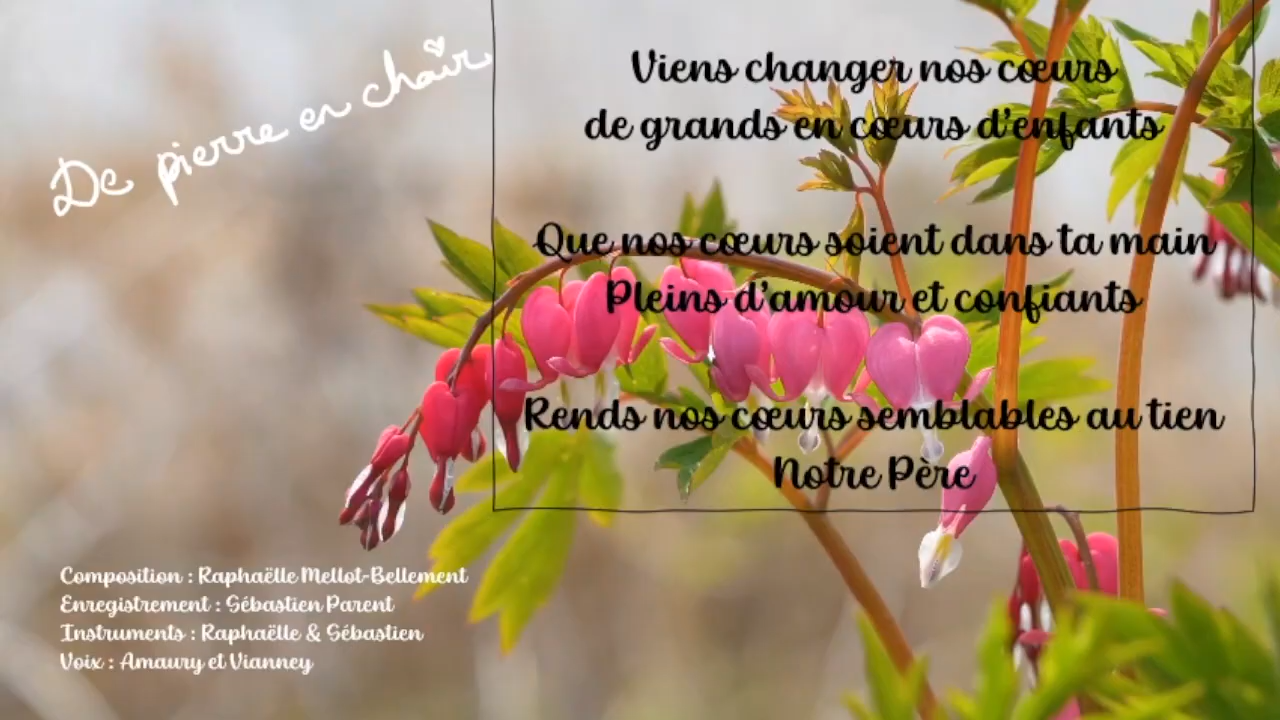 De pierre en chair
Viens changer nos cœurs
de grands en cœurs d'enfants
Que nos cœurs soient dans ta main
Pleins d'amour et confiants
Rends nos cœurs semblables au tien
Notre Père
Composition : Raphaëlle Mellot-Bellement
Enregistrement : Sébastien Parent
Instruments : Raphaëlle & Sébastien
Voix : Amaury et Vianney